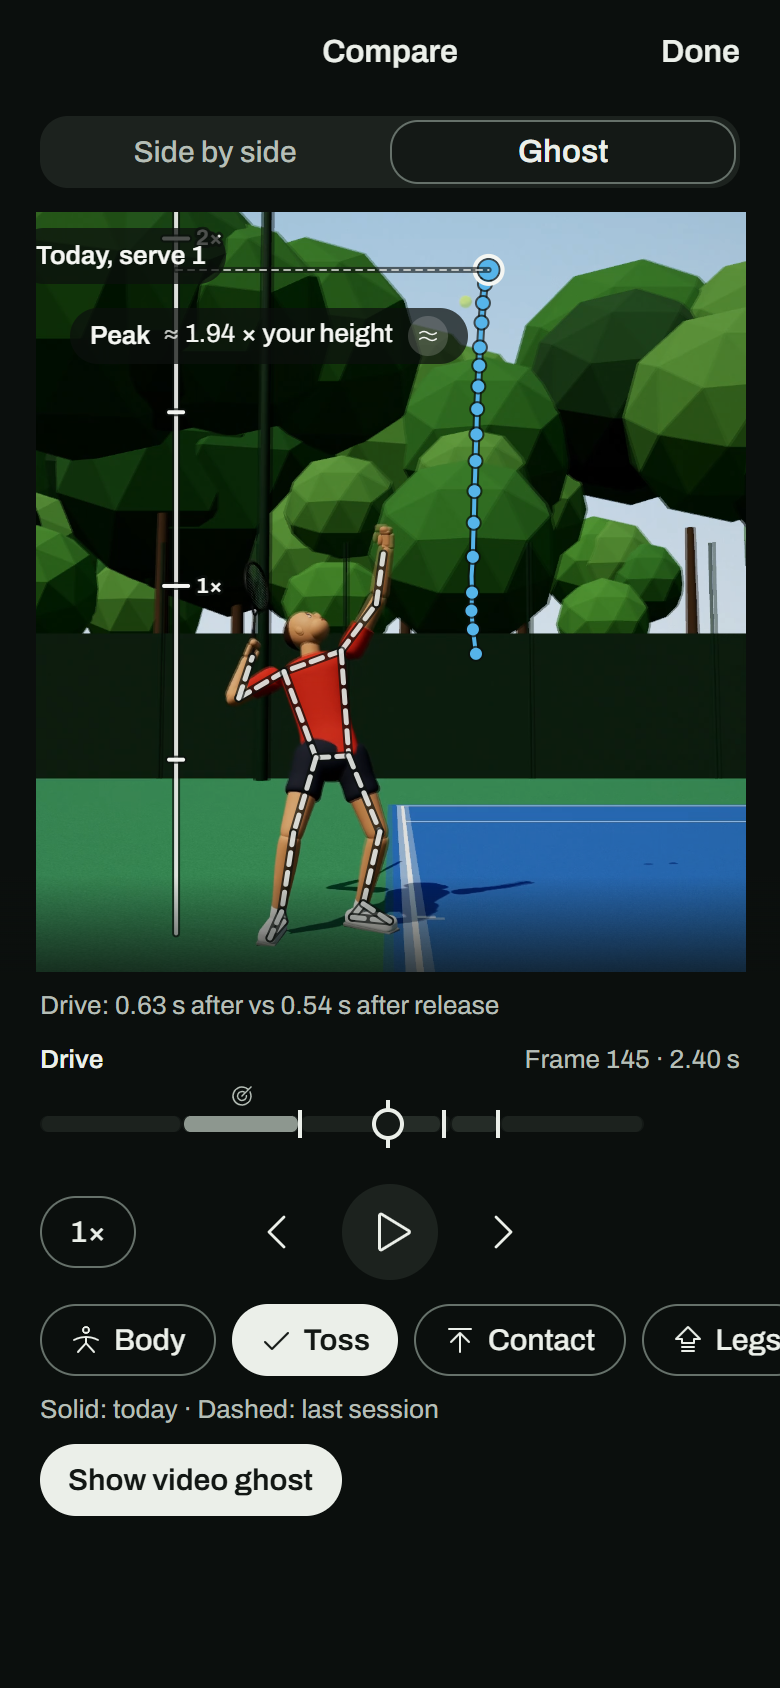 Compare
Done
Side by side
Ghost
2×
Today, serve 1
Peak ≈ 1.94 × your height ≈
1×
Drive: 0.63 s after vs 0.54 s after release
Drive
Frame 145 · 2.40 s
1×
Body
Toss
Contact
Legs
Solid: today · Dashed: last session
Show video ghost